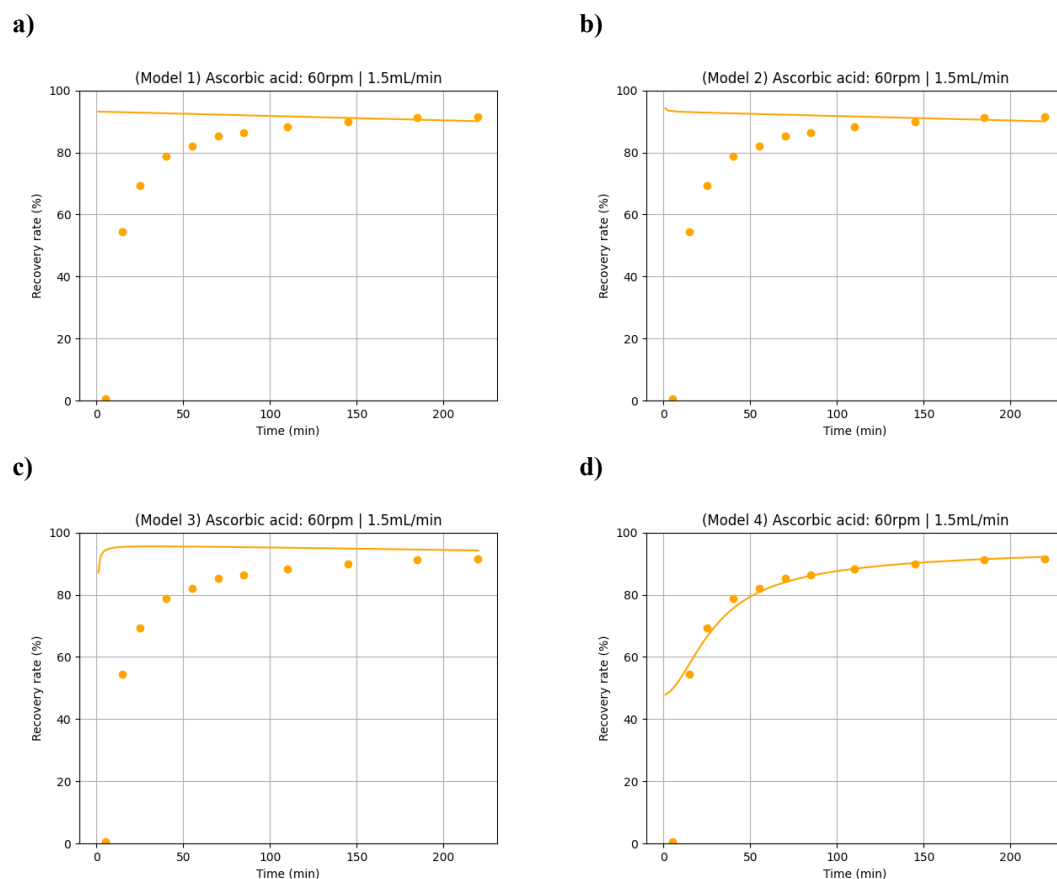 a)
(Model 1) Ascorbic acid: 60rpm | 1.5mL/min
100
80
60
40
20
0
Recovery rate (%)
0 50 100 150 200
Time (min)
b)
(Model 2) Ascorbic acid: 60rpm | 1.5mL/min
100
80
60
40
20
0
Recovery rate (%)
0 50 100 150 200
Time (min)
c)
(Model 3) Ascorbic acid: 60rpm | 1.5mL/min
100
80
60
40
20
0
Recovery rate (%)
0 50 100 150 200
Time (min)
d)
(Model 4) Ascorbic acid: 60rpm | 1.5mL/min
100
80
60
40
20
0
Recovery rate (%)
0 50 100 150 200
Time (min)